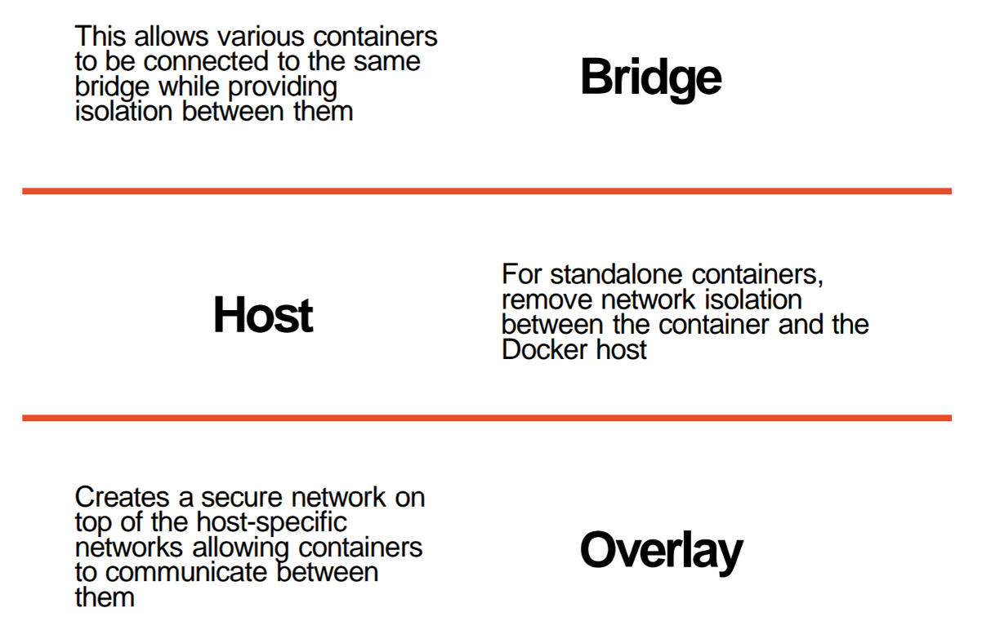 This allows various containers
to be connected to the same
bridge while providing
isolation between them
Bridge
Host
For standalone containers,
remove network isolation
between the container and the
Docker host
Creates a secure network on
top of the host-specific
networks allowing containers
to communicate between
them
Overlay